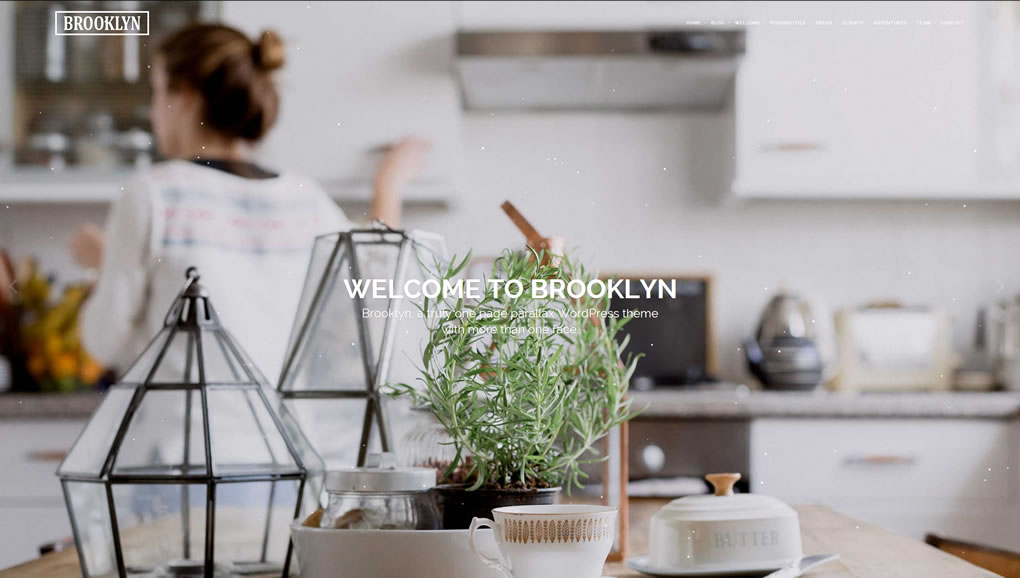 BROOKLYN
HOME BLOG WELCOME POSSIBILITIES DEMOS CLIENTS ADVENTURES TEAM CONTACT
WELCOME TO BROOKLYN
Brooklyn, a truly one page parallax WordPress theme
with more than one face.
BUTTER